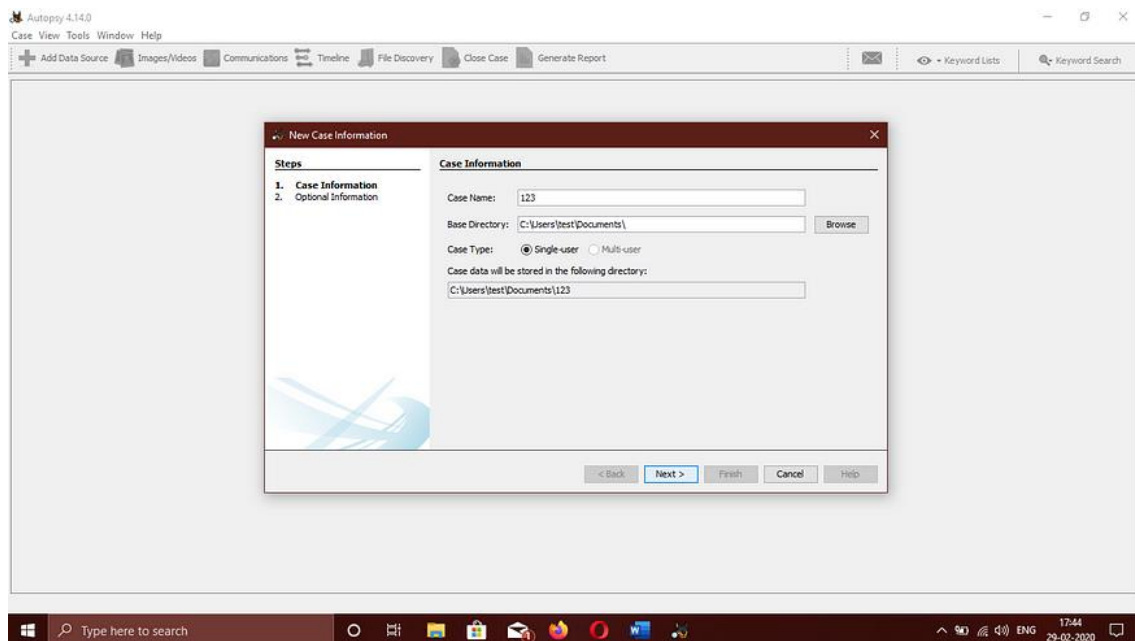 Autopsy 4.14.0
Case View Tools Window Help
Add Data Source Images/Videos Communications Timeline File Discovery Close Case Generate Report Keyword Lists Keyword Search
New Case Information
Steps
1. Case Information
2. Optional Information
Case Information
Case Name: 123
Base Directory: C:\Users\test\Documents\ Browse
Case Type: Single-user Multi-user
Case data will be stored in the following directory:
C:\Users\test\Documents\123
< Back Next > Finish Cancel Help
Type here to search ENG 17:44
29-02-2020